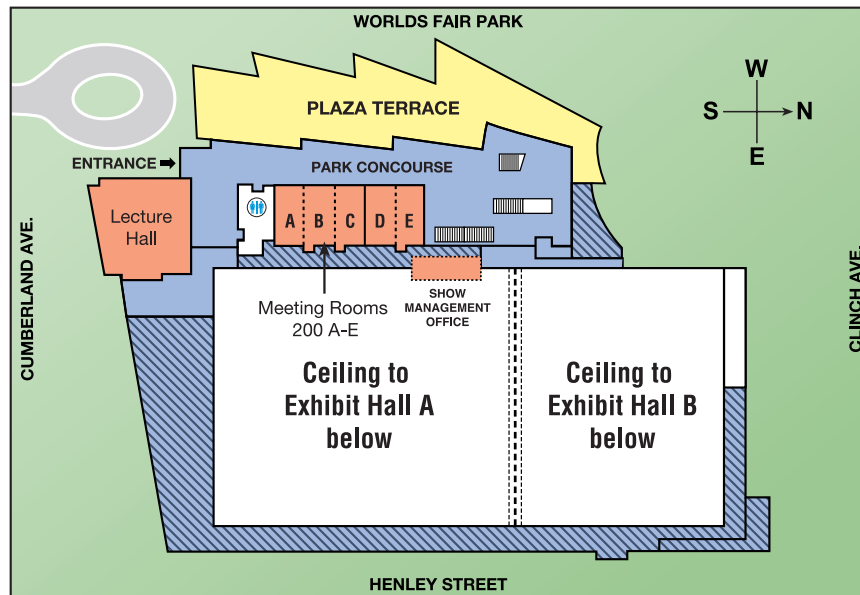 WORLDS FAIR PARK
W
S
N
E
PLAZA TERRACE
ENTRANCE
PARK CONCOURSE
Lecture
Hall
A
B
C
D
E
Meeting Rooms
200 A-E
SHOW
MANAGEMENT
OFFICE
CUMBERLAND AVE.
CLINCH AVE.
Ceiling to
Exhibit Hall A
below
Ceiling to
Exhibit Hall B
below
HENLEY STREET